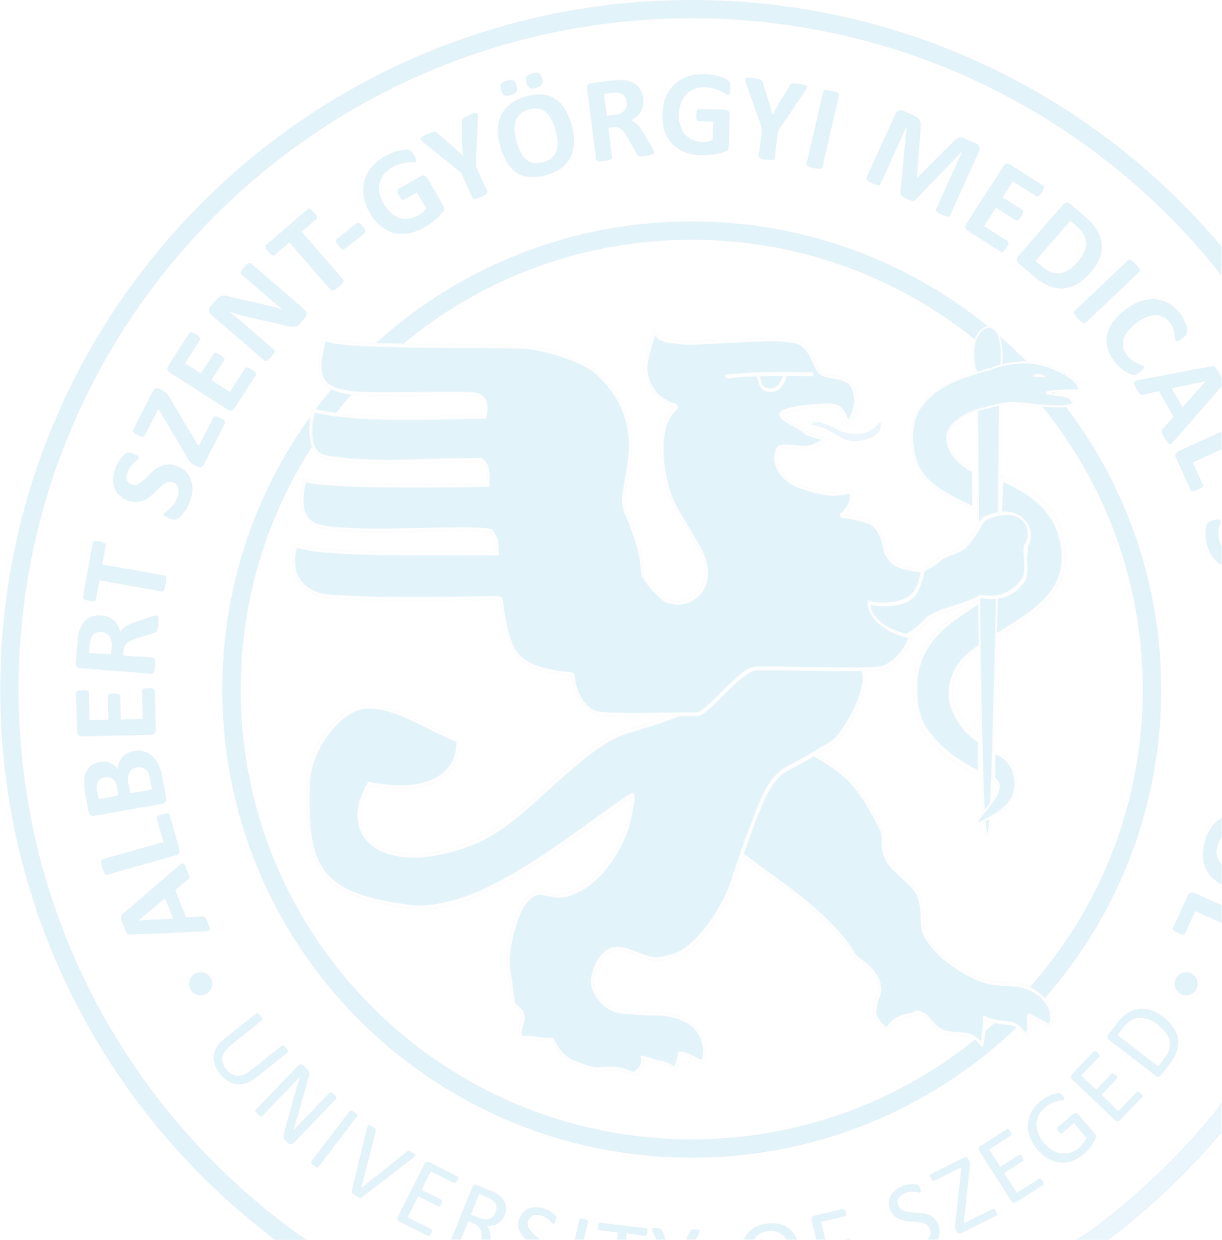 ALBERT SZENT-GYÖRGYI MEDICAL
• UNIVERSITY OF SZEGED •